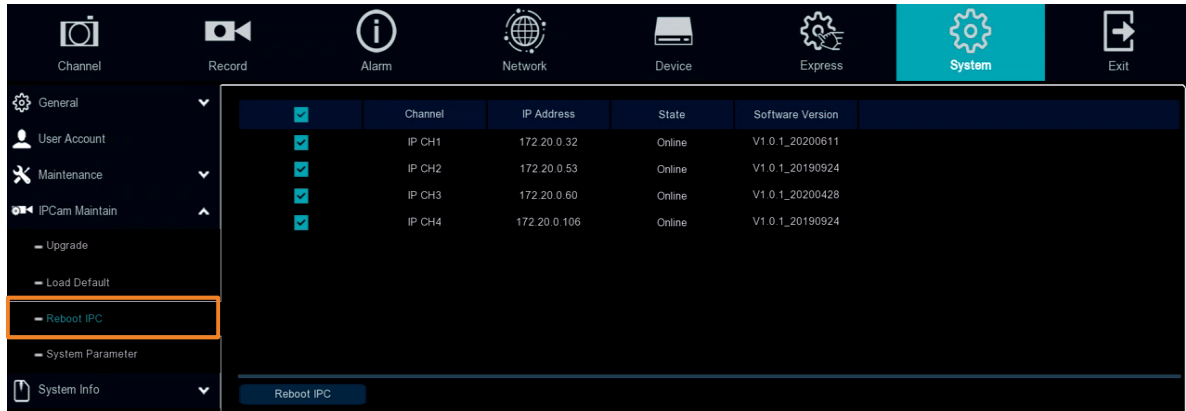 Channel Record Alarm Network Device Express System Exit
General
User Account
Maintenance
IPCam Maintain
Upgrade
Load Default
Reboot IPC
System Parameter
System Info
Channel IP Address State Software Version
IP CH1 172.20.0.32 Online V1.0.1_20200611
IP CH2 172.20.0.53 Online V1.0.1_20190924
IP CH3 172.20.0.60 Online V1.0.1_20200428
IP CH4 172.20.0.106 Online V1.0.1_20190924
Reboot IPC